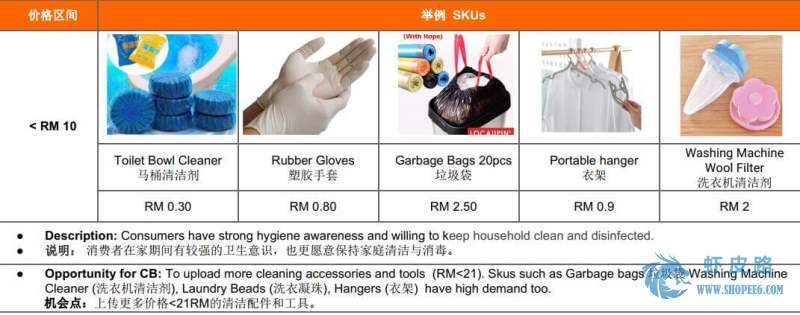 价格区间
举例 SKUs
< RM 10
(With Rope)
LOCAUPIN
Toilet Bowl Cleaner
马桶清洁剂
Rubber Gloves
塑胶手套
Garbage Bags 20pcs
垃圾袋
Portable hanger
衣架
Washing Machine
Wool Filter
洗衣机清洁剂
RM 0.30
RM 0.80
RM 2.50
RM 0.9
RM 2
● Description: Consumers have strong hygiene awareness and willing to keep household clean and disinfected.
● 说明： 消费者在家期间有较强的卫生意识，也更愿意保持家庭清洁与消毒。
● Opportunity for CB: To upload more cleaning accessories and tools (RM<21). Skus such as Garbage bags 垃圾袋 Washing Machine
Cleaner (洗衣机清洁剂), Laundry Beads (洗衣凝珠), Hangers (衣架) have high demand too.
机会点：上传更多价格<21RM的清洁配件和工具。
虾皮路
WWW.SHOPEE6.COM